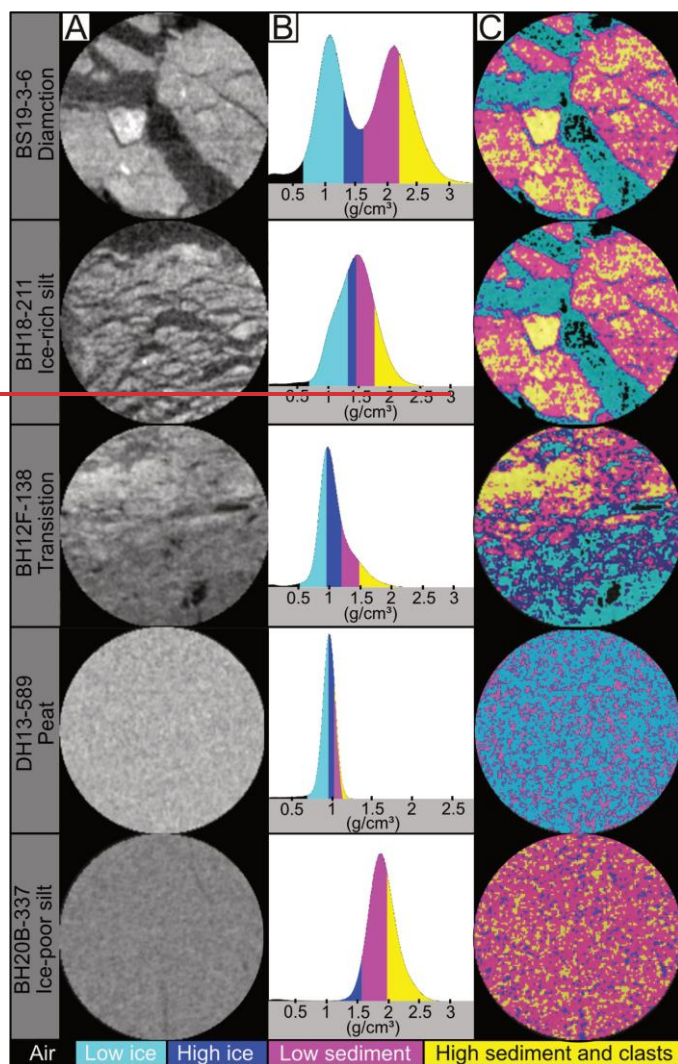 A B C
BS19-3-6
Diamction
0.5 1 1.5 2 2.5 3
(g/cm³)
BH18-211
Ice-rich silt
0.5 1 1.5 2 2.5 3
(g/cm³)
BH12F-138
Transistion
0.5 1 1.5 2 2.5 3
(g/cm³)
DH13-589
Peat
0.5 1 1.5 2 2.5
(g/cm³)
BH20B-337
Ice-poor silt
0.5 1 1.5 2 2.5 3
(g/cm³)
Air Low ice High ice Low sediment High sediment and clasts